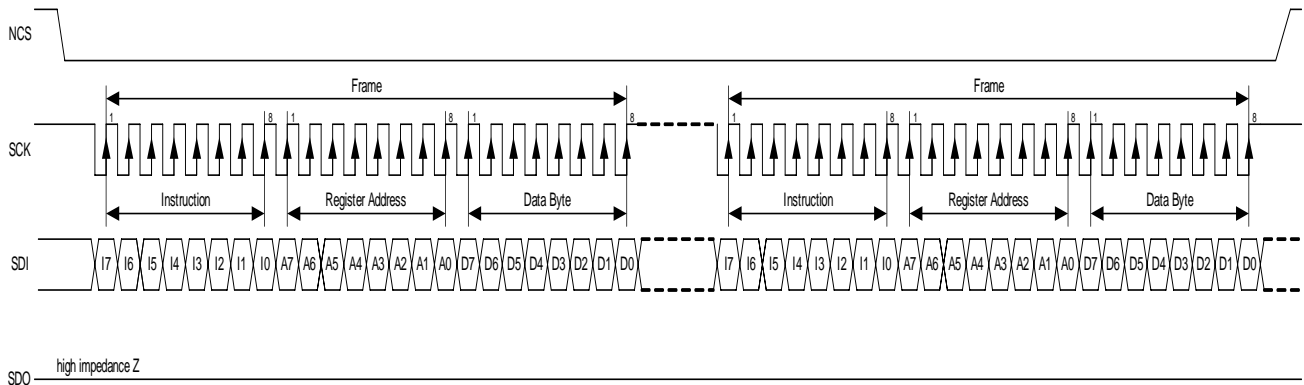 NCS
Frame Frame
1 8 1 8 1 8 1 8 1 8 1 8
SCK
Instruction Register Address Data Byte Instruction Register Address Data Byte
SDI I7 I6 I5 I4 I3 I2 I1 I0 A7 A6 A5 A4 A3 A2 A1 A0 D7 D6 D5 D4 D3 D2 D1 D0 I7 I6 I5 I4 I3 I2 I1 I0 A7 A6 A5 A4 A3 A2 A1 A0 D7 D6 D5 D4 D3 D2 D1 D0
high impedance Z
SDO